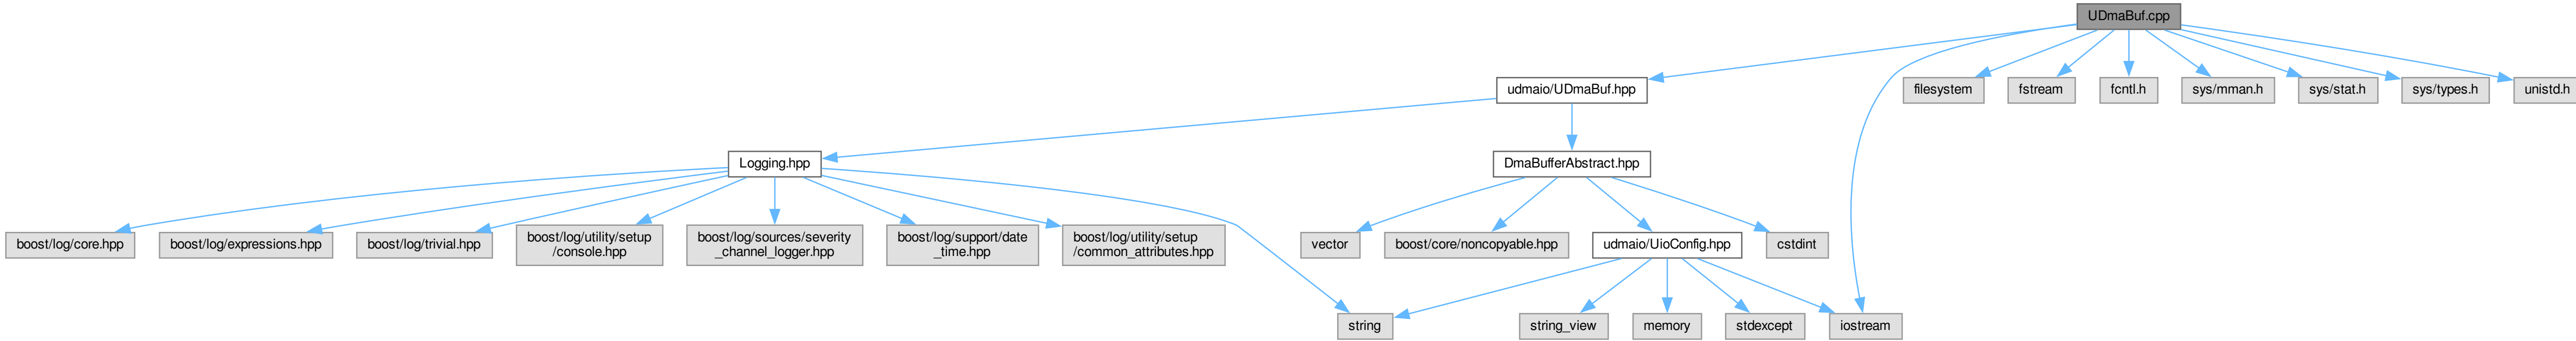 UDmaBuf.cpp
udmaio/UDmaBuf.hpp
filesystem
fstream
fcntl.h
sys/mman.h
sys/stat.h
sys/types.h
unistd.h
Logging.hpp
DmaBufferAbstract.hpp
boost/log/core.hpp
boost/log/expressions.hpp
boost/log/trivial.hpp
boost/log/utility/setup
/console.hpp
boost/log/sources/severity
_channel_logger.hpp
boost/log/support/date
_time.hpp
boost/log/utility/setup
/common_attributes.hpp
vector
boost/core/noncopyable.hpp
udmaio/UioConfig.hpp
cstdint
string
string_view
memory
stdexcept
iostream